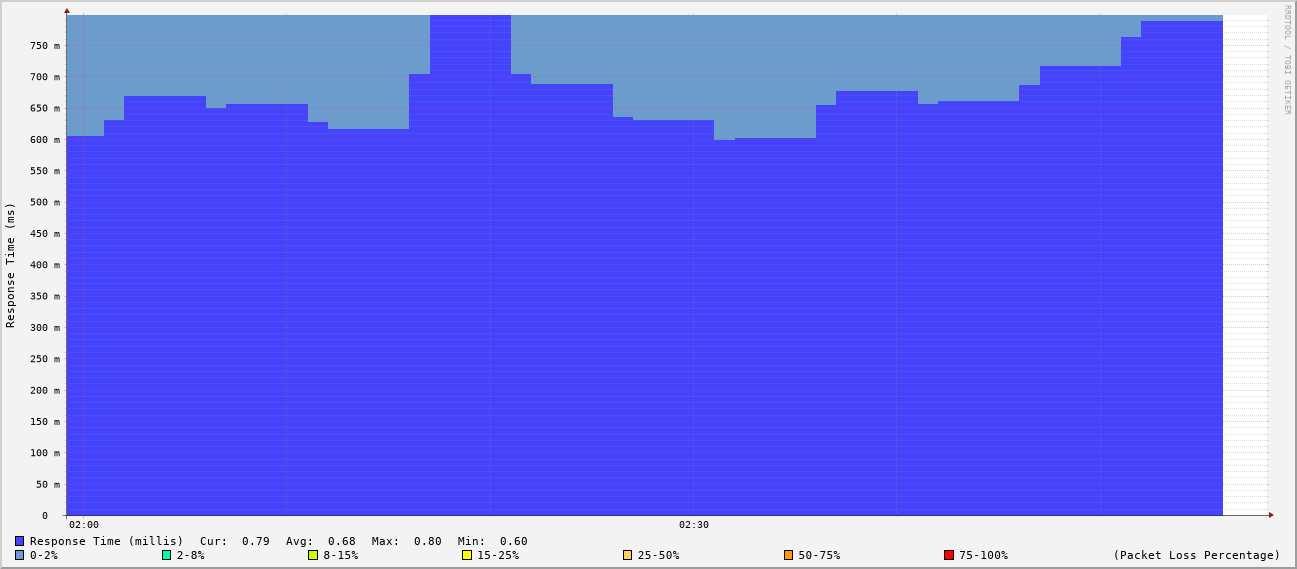 RRDTOOL / TOBI OETIKER
Response Time (ms)
750 m
700 m
650 m
600 m
550 m
500 m
450 m
400 m
350 m
300 m
250 m
200 m
150 m
100 m
50 m
0
02:00 02:30
Response Time (millis) Cur: 0.79 Avg: 0.68 Max: 0.80 Min: 0.60
0-2% 2-8% 8-15% 15-25% 25-50% 50-75% 75-100% (Packet Loss Percentage)